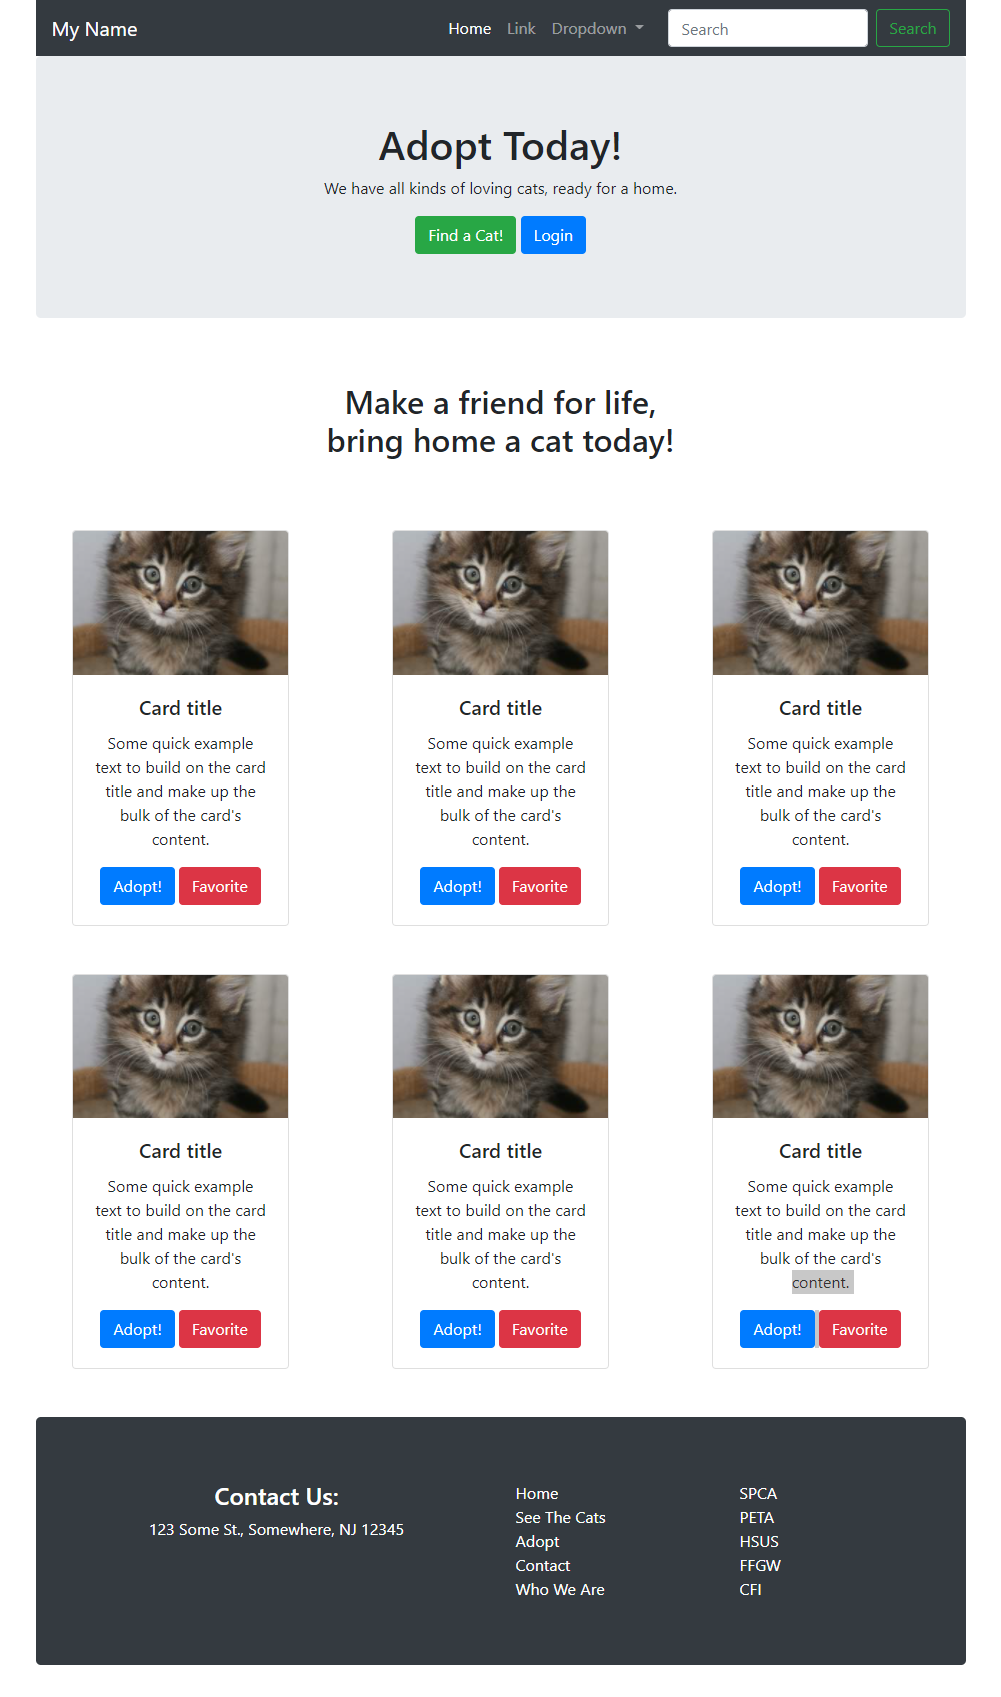 My Name Home Link Dropdown Search Search
Adopt Today!
We have all kinds of loving cats, ready for a home.
Find a Cat! Login
Make a friend for life,
bring home a cat today!
Card title
Some quick example
text to build on the card
title and make up the
bulk of the card's
content.
Adopt! Favorite
Card title
Some quick example
text to build on the card
title and make up the
bulk of the card's
content.
Adopt! Favorite
Card title
Some quick example
text to build on the card
title and make up the
bulk of the card's
content.
Adopt! Favorite
Card title
Some quick example
text to build on the card
title and make up the
bulk of the card's
content.
Adopt! Favorite
Card title
Some quick example
text to build on the card
title and make up the
bulk of the card's
content.
Adopt! Favorite
Card title
Some quick example
text to build on the card
title and make up the
bulk of the card's
content.
Adopt! Favorite
Contact Us:
123 Some St., Somewhere, NJ 12345
Home
See The Cats
Adopt
Contact
Who We Are
SPCA
PETA
HSUS
FFGW
CFI